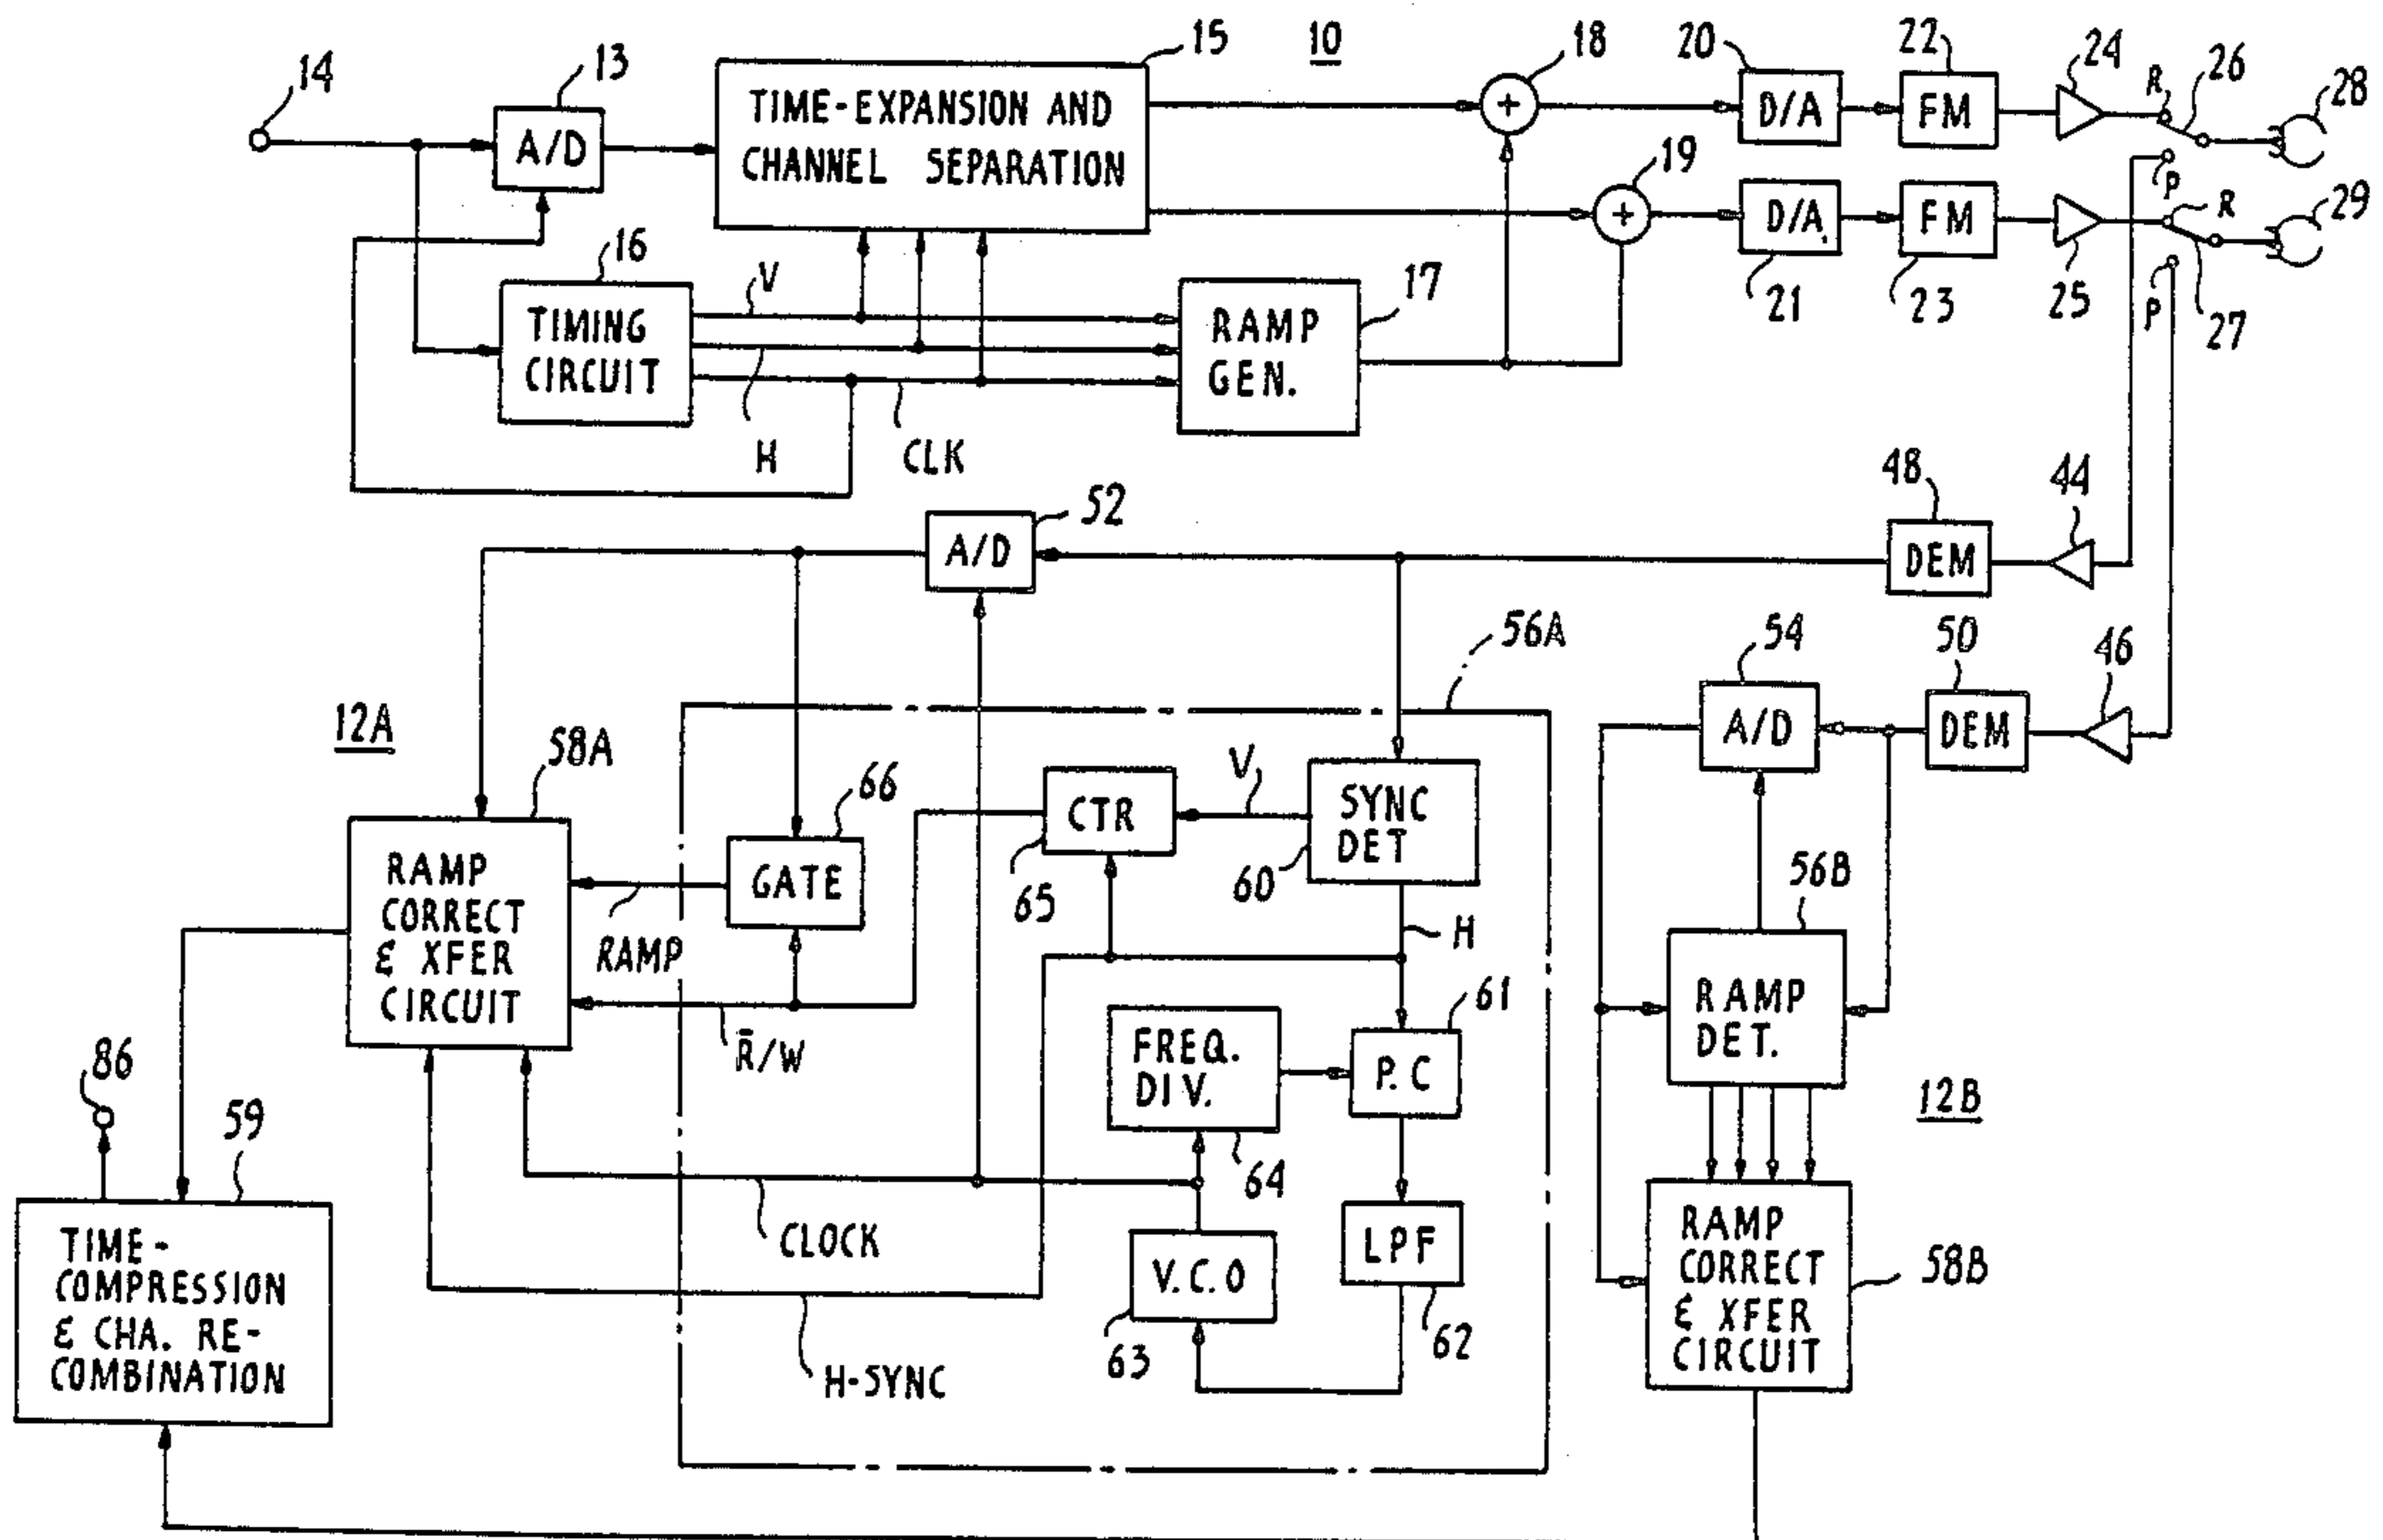 14
13
15
10
18
20
22
24
R
26
28
A/D
TIME-EXPANSION AND
CHANNEL SEPARATION
+
D/A
FM
P
19
+
D/A
FM
R
29
21
23
25
P
27
16
V
17
TIMING
CIRCUIT
RAMP
GEN.
H
CLK
48
44
52
A/D
DEM
56A
54
50
46
12A
58A
A/D
DEM
66
V
CTR
SYNC
DET
65
60
56B
RAMP
CORRECT
& XFER
CIRCUIT
GATE
RAMP
H
R̄/W
61
FREQ.
DIV.
P.C
RAMP
DET.
12B
86
59
64
CLOCK
LPF
V.C.O
63
62
H-SYNC
RAMP
CORRECT
& XFER
CIRCUIT
58B
TIME-
COMPRESSION
& CHA. RE-
COMBINATION